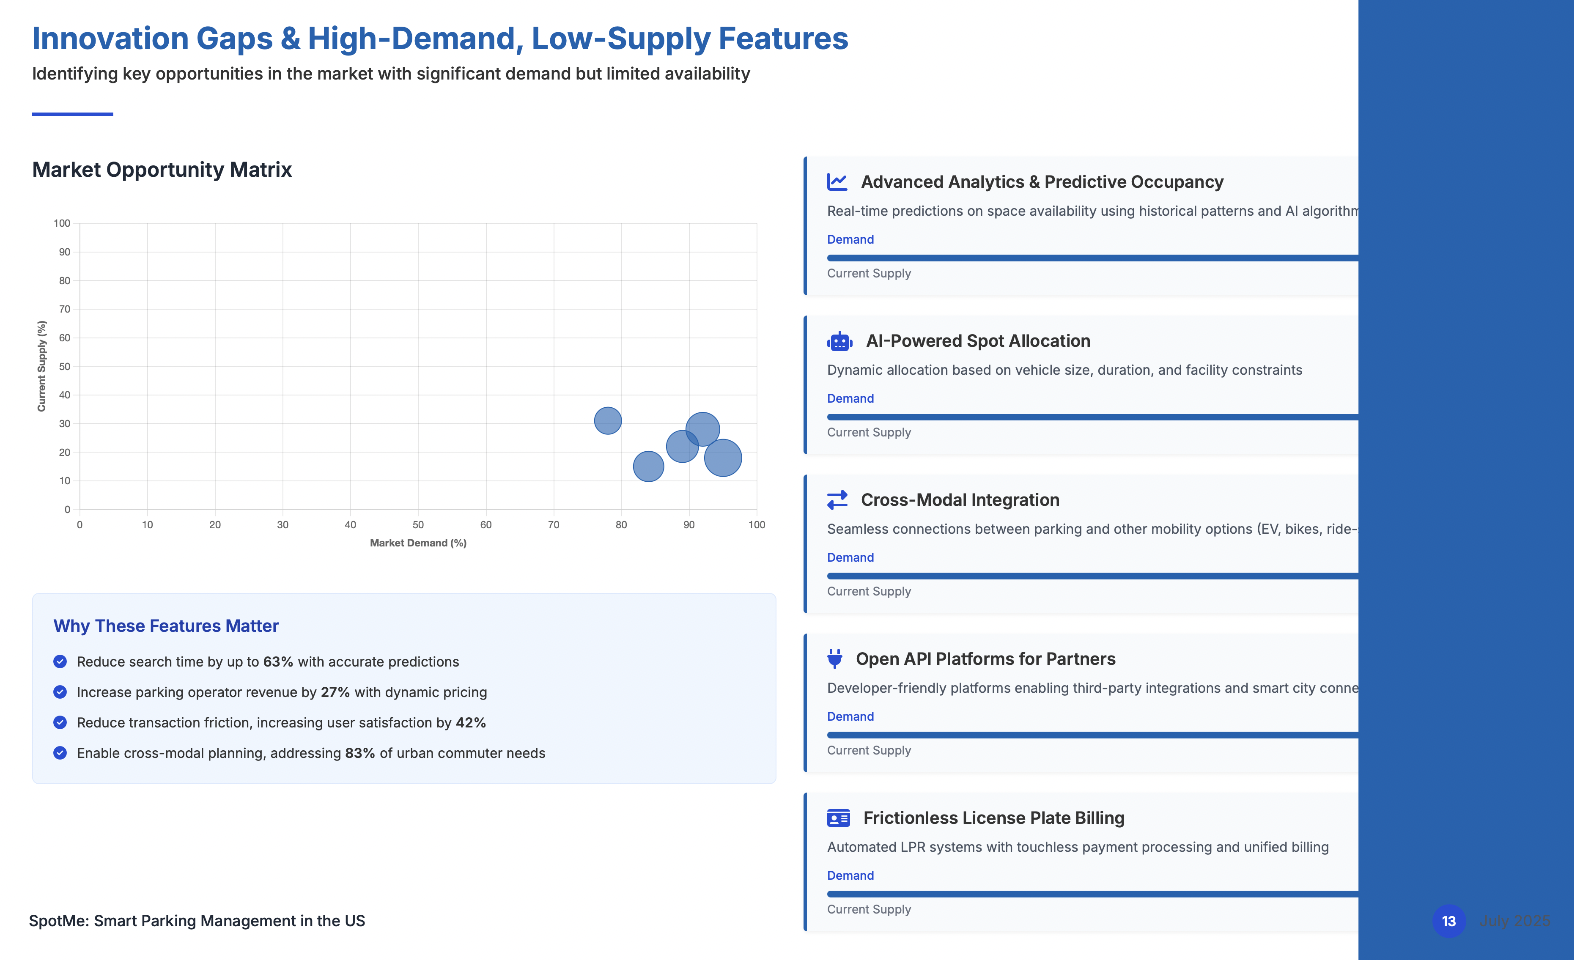 Innovation Gaps & High-Demand, Low-Supply Features
Identifying key opportunities in the market with significant demand but limited availability
Market Opportunity Matrix
100
90
80
70
60
50
40
30
20
10
0
Current Supply (%)
0 10 20 30 40 50 60 70 80 90 100
Market Demand (%)
Why These Features Matter
Reduce search time by up to 63% with accurate predictions
Increase parking operator revenue by 27% with dynamic pricing
Reduce transaction friction, increasing user satisfaction by 42%
Enable cross-modal planning, addressing 83% of urban commuter needs
Advanced Analytics & Predictive Occupancy
Real-time predictions on space availability using historical patterns and AI algorithm
Demand
Current Supply
AI-Powered Spot Allocation
Dynamic allocation based on vehicle size, duration, and facility constraints
Demand
Current Supply
Cross-Modal Integration
Seamless connections between parking and other mobility options (EV, bikes, ride-
Demand
Current Supply
Open API Platforms for Partners
Developer-friendly platforms enabling third-party integrations and smart city conne
Demand
Current Supply
Frictionless License Plate Billing
Automated LPR systems with touchless payment processing and unified billing
Demand
Current Supply
SpotMe: Smart Parking Management in the US
13 July 2025